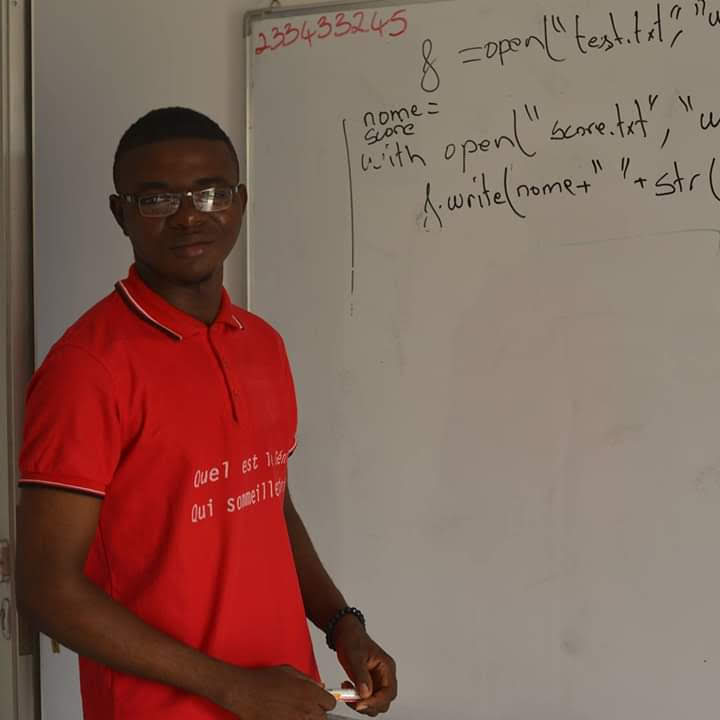 233433245
f =open("test.txt", "w
nome=
score
with open("score.txt", "w
f.write(nome+" "+str(
Quel est
Qui sommeille